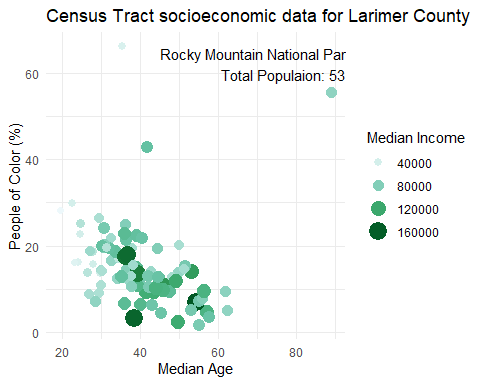 Census Tract socioeconomic data for Larimer County
Rocky Mountain National Par
Total Populaion: 53
People of Color (%)
60
40
20
0
20
40
60
80
Median Age
Median Income
40000
80000
120000
160000